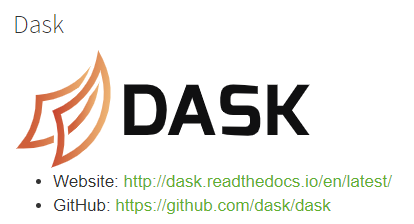 Dask
DASK
Website: http://dask.readthedocs.io/en/latest/
GitHub: https://github.com/dask/dask